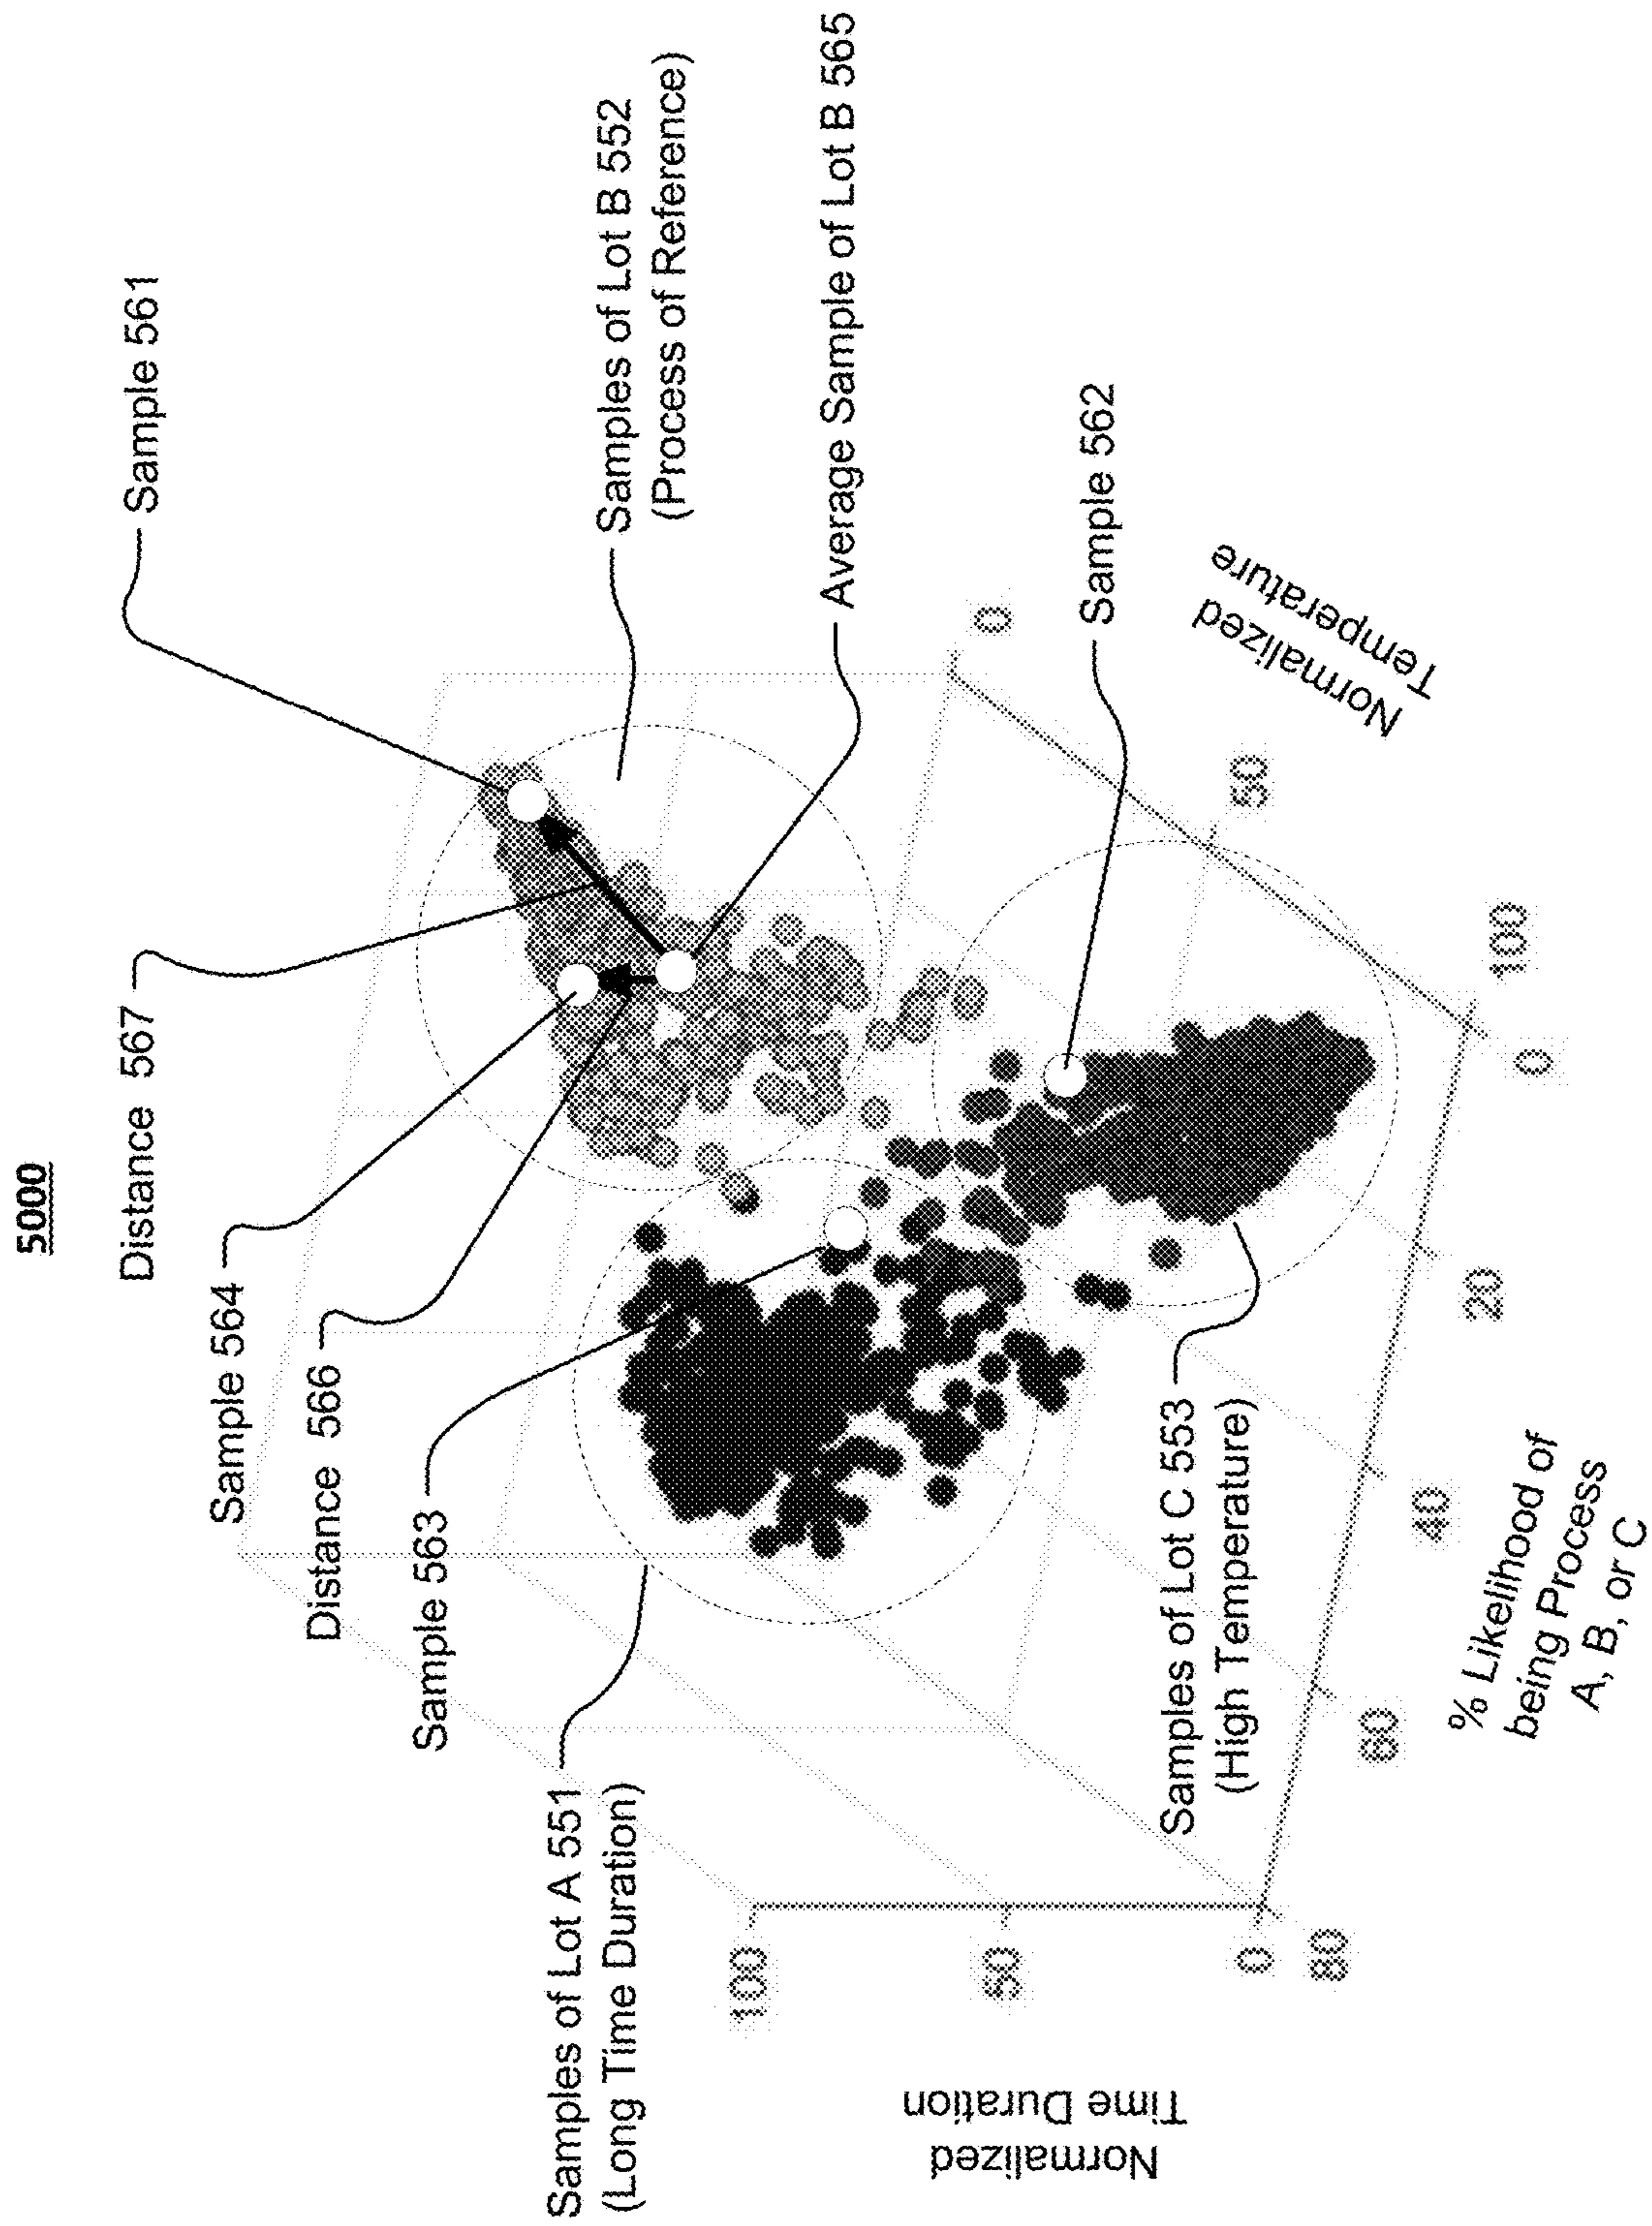 5000
Distance 567
Sample 561
Sample 564
Distance 566
Sample 563
Samples of Lot B 552
(Process of Reference)
Average Sample of Lot B 565
Samples of Lot A 551
(Long Time Duration)
Sample 562
Samples of Lot C 553
(High Temperature)
Normalized
Time Duration
100
50
0
80
60
40
20
0
% Likelihood of
being Process
A, B, or C
100
50
0
Normalized
Temperature